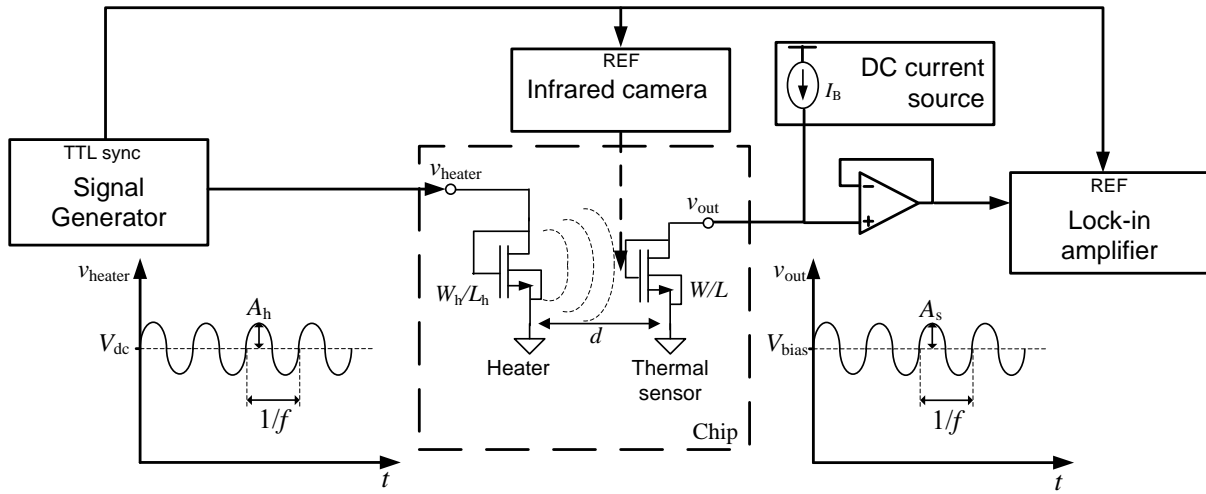 REF
Infrared camera
DC current
source
I_B
TTL sync
Signal
Generator
v_heater
v_out
REF
Lock-in
amplifier
W_h/L_h
W/L
d
Heater
Thermal
sensor
Chip
v_heater
A_h
V_dc
1/f
t
v_out
A_s
V_bias
1/f
t